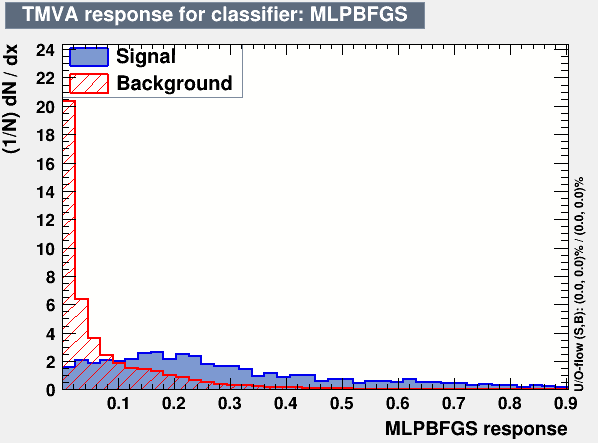 TMVA response for classifier: MLPBFGS
(1/N) dN / dx
24
22
20
18
16
14
12
10
8
6
4
2
0
Signal
Background
0.1 0.2 0.3 0.4 0.5 0.6 0.7 0.8 0.9
MLPBFGS response
U/O-flow (S,B): (0.0, 0.0)% / (0.0, 0.0)%